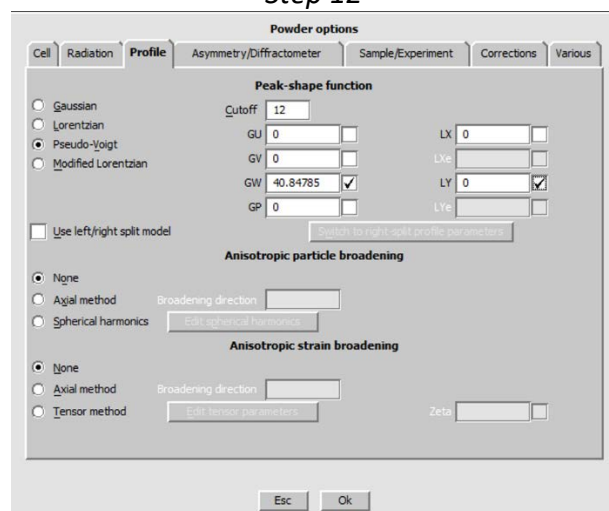 Step 12
Powder options
Cell Radiation Profile Asymmetry/Diffractometer Sample/Experiment Corrections Various
Peak-shape function
Gaussian Cutoff 12
Lorentzian GU 0 LX 0
Pseudo-Voigt GV 0 LXe
Modified Lorentzian GW 40.84785 LY 0
GP 0 LYe
Use left/right split model Switch to right-split profile parameters
Anisotropic particle broadening
None
Axial method Broadening direction
Spherical harmonics Edit spherical harmonics
Anisotropic strain broadening
None
Axial method Broadening direction
Tensor method Edit tensor parameters Zeta
Esc Ok